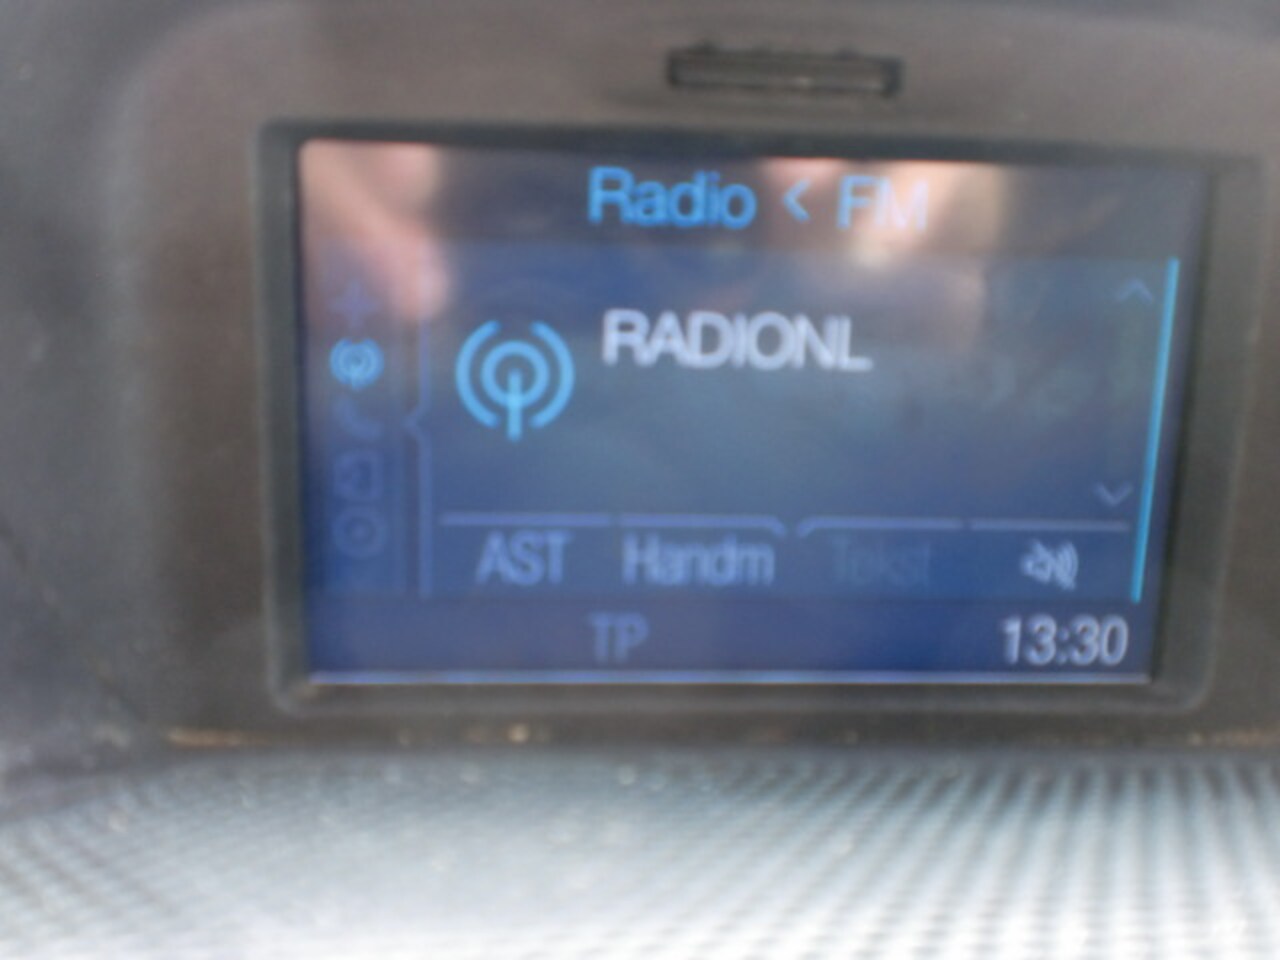 Radio < FM
RADIONL
AST Handm Tekst
TP 13:30